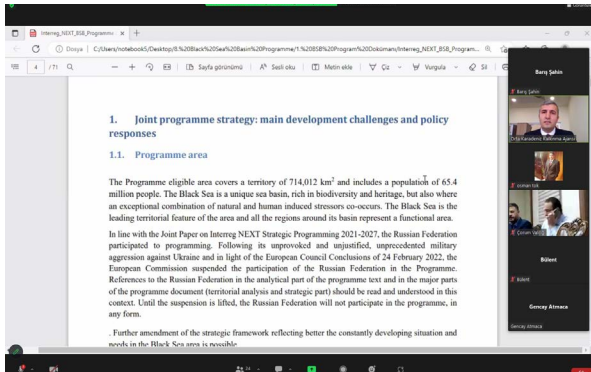 Interreg_NEXT_BSB_Programme
Dosya
C:/Users/notebook5/Desktop/8.%20Black%20Sea%20Basin%20Programme/1.%20BSB%20Program%20Dokümanı/Interreg_NEXT_BSB_Program...
4 /71
Sayfa görünümü
Sesli oku
Metin ekle
Çiz
Vurgula
Sil
1. Joint programme strategy: main development challenges and policy
responses
1.1. Programme area
The Programme eligible area covers a territory of 714,012 km² and includes a population of 65.4
million people. The Black Sea is a unique sea basin, rich in biodiversity and heritage, but also where
an exceptional combination of natural and human induced stressors co-occurs. The Black Sea is the
leading territorial feature of the area and all the regions around its basin represent a functional area.
In line with the Joint Paper on Interreg NEXT Strategic Programming 2021-2027, the Russian Federation
participated to programming. Following its unprovoked and unjustified, unprecedented military
aggression against Ukraine and in light of the European Council Conclusions of 24 February 2022, the
European Commission suspended the participation of the Russian Federation in the Programme.
References to the Russian Federation in the analytical part of the programme text and in the major parts
of the programme document (territorial analysis and strategic part) should be read and understood in this
context. Until the suspension is lifted, the Russian Federation will not participate in the programme, in
any form.
. Further amendment of the strategic framework reflecting better the constantly developing situation and
needs in the Black Sea area is possible.
Barış Şahin
Barış Şahin
Orta Karadeniz Kalkınma Ajansı
osman
Bülent
Bülent
Gencay Atmaca
Gencay Atmaca
24